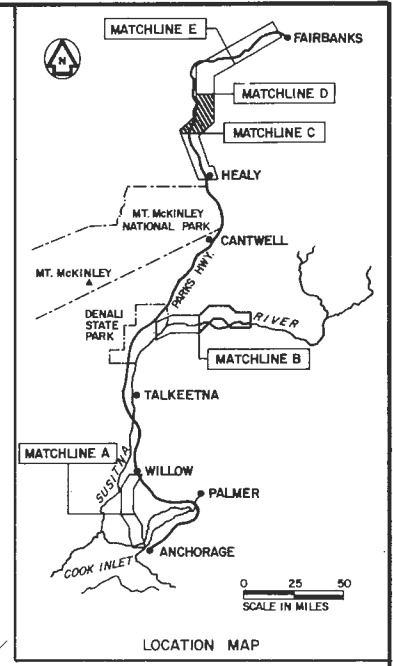 MATCHLINE E
FAIRBANKS
N
MATCHLINE D
MATCHLINE C
HEALY
MT. McKINLEY
NATIONAL PARK
CANTWELL
MT. McKINLEY
PARKS HWY.
DENALI
STATE
PARK
RIVER
MATCHLINE B
TALKEETNA
MATCHLINE A
SUSITNA
WILLOW
PALMER
ANCHORAGE
COOK INLET
0 25 50
SCALE IN MILES
LOCATION MAP